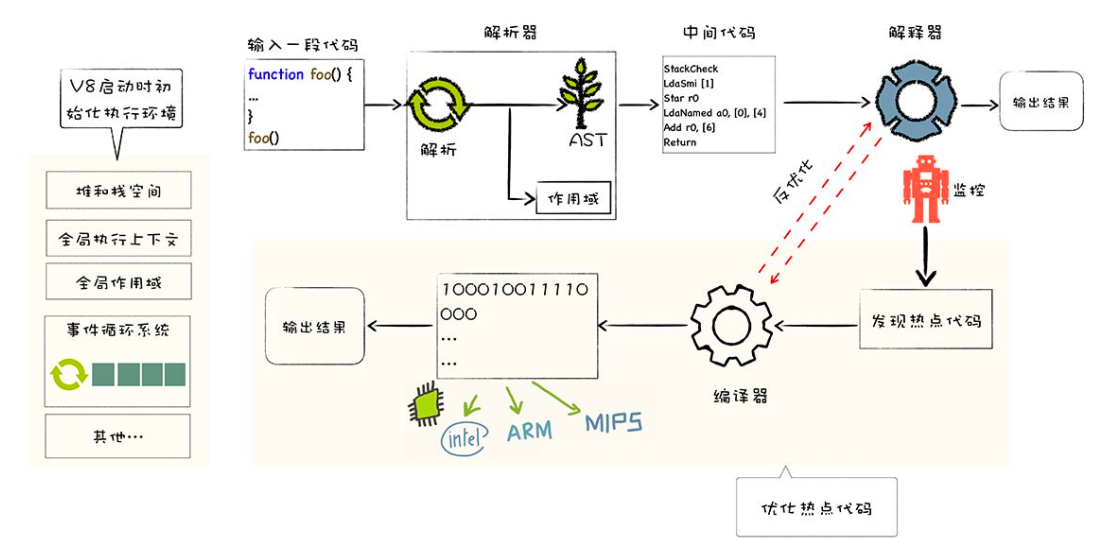 V8启动时初
始化执行环境
堆和栈空间
全局执行上下文
全局作用域
事件循环系统
其他…
输入一段代码
function foo() {
...
}
foo()
解析器
解析
AST
作用域
中间代码
StackCheck
LdaSmi [1]
Star r0
LdaNamed a0, [0], [4]
Add r0, [6]
Return
解释器
输出结果
反优化
监控
发现热点代码
编译器
10001001111O
000
...
...
输出结果
intel
ARM
MIPS
优化热点代码